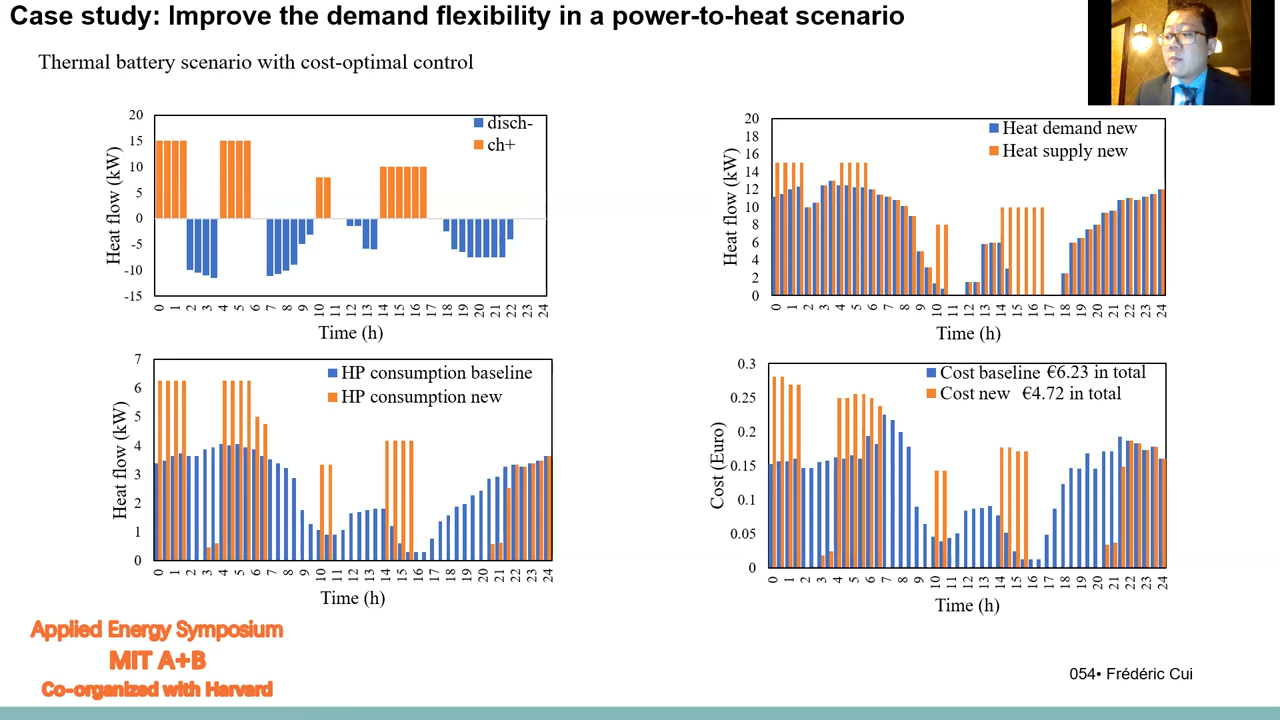 Case study: Improve the demand flexibility in a power-to-heat scenario
Thermal battery scenario with cost-optimal control
Heat flow (kW)
20
15
10
5
0
-5
-10
-15
disch-
ch+
0 1 2 3 4 5 6 7 8 9 10 11 12 13 14 15 16 17 18 19 20 21 22 23 24
Time (h)
Heat flow (kW)
20
18
16
14
12
10
8
6
4
2
0
Heat demand new
Heat supply new
0 1 2 3 4 5 6 7 8 9 10 11 12 13 14 15 16 17 18 19 20 21 22 23 24
Time (h)
Heat flow (kW)
7
6
5
4
3
2
1
0
HP consumption baseline
HP consumption new
0 1 2 3 4 5 6 7 8 9 10 11 12 13 14 15 16 17 18 19 20 21 22 23 24
Time (h)
Cost (Euro)
0.3
0.25
0.2
0.15
0.1
0.05
0
Cost baseline €6.23 in total
Cost new €4.72 in total
0 1 2 3 4 5 6 7 8 9 10 11 12 13 14 15 16 17 18 19 20 21 22 23 24
Time (h)
Applied Energy Symposium
MIT A+B
Co-organized with Harvard
054• Frédéric Cui